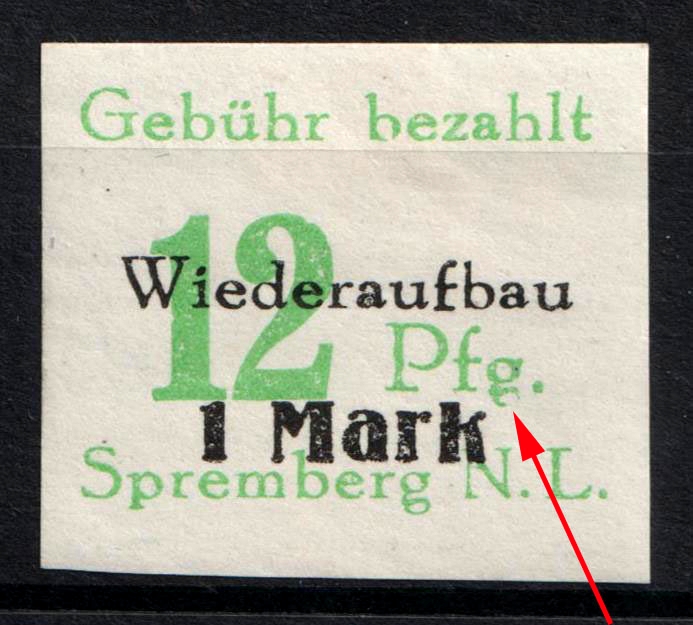 Gebühr bezahlt
12
Wiederaufbau
Pfg.
1 Mark
Spremberg N. L.